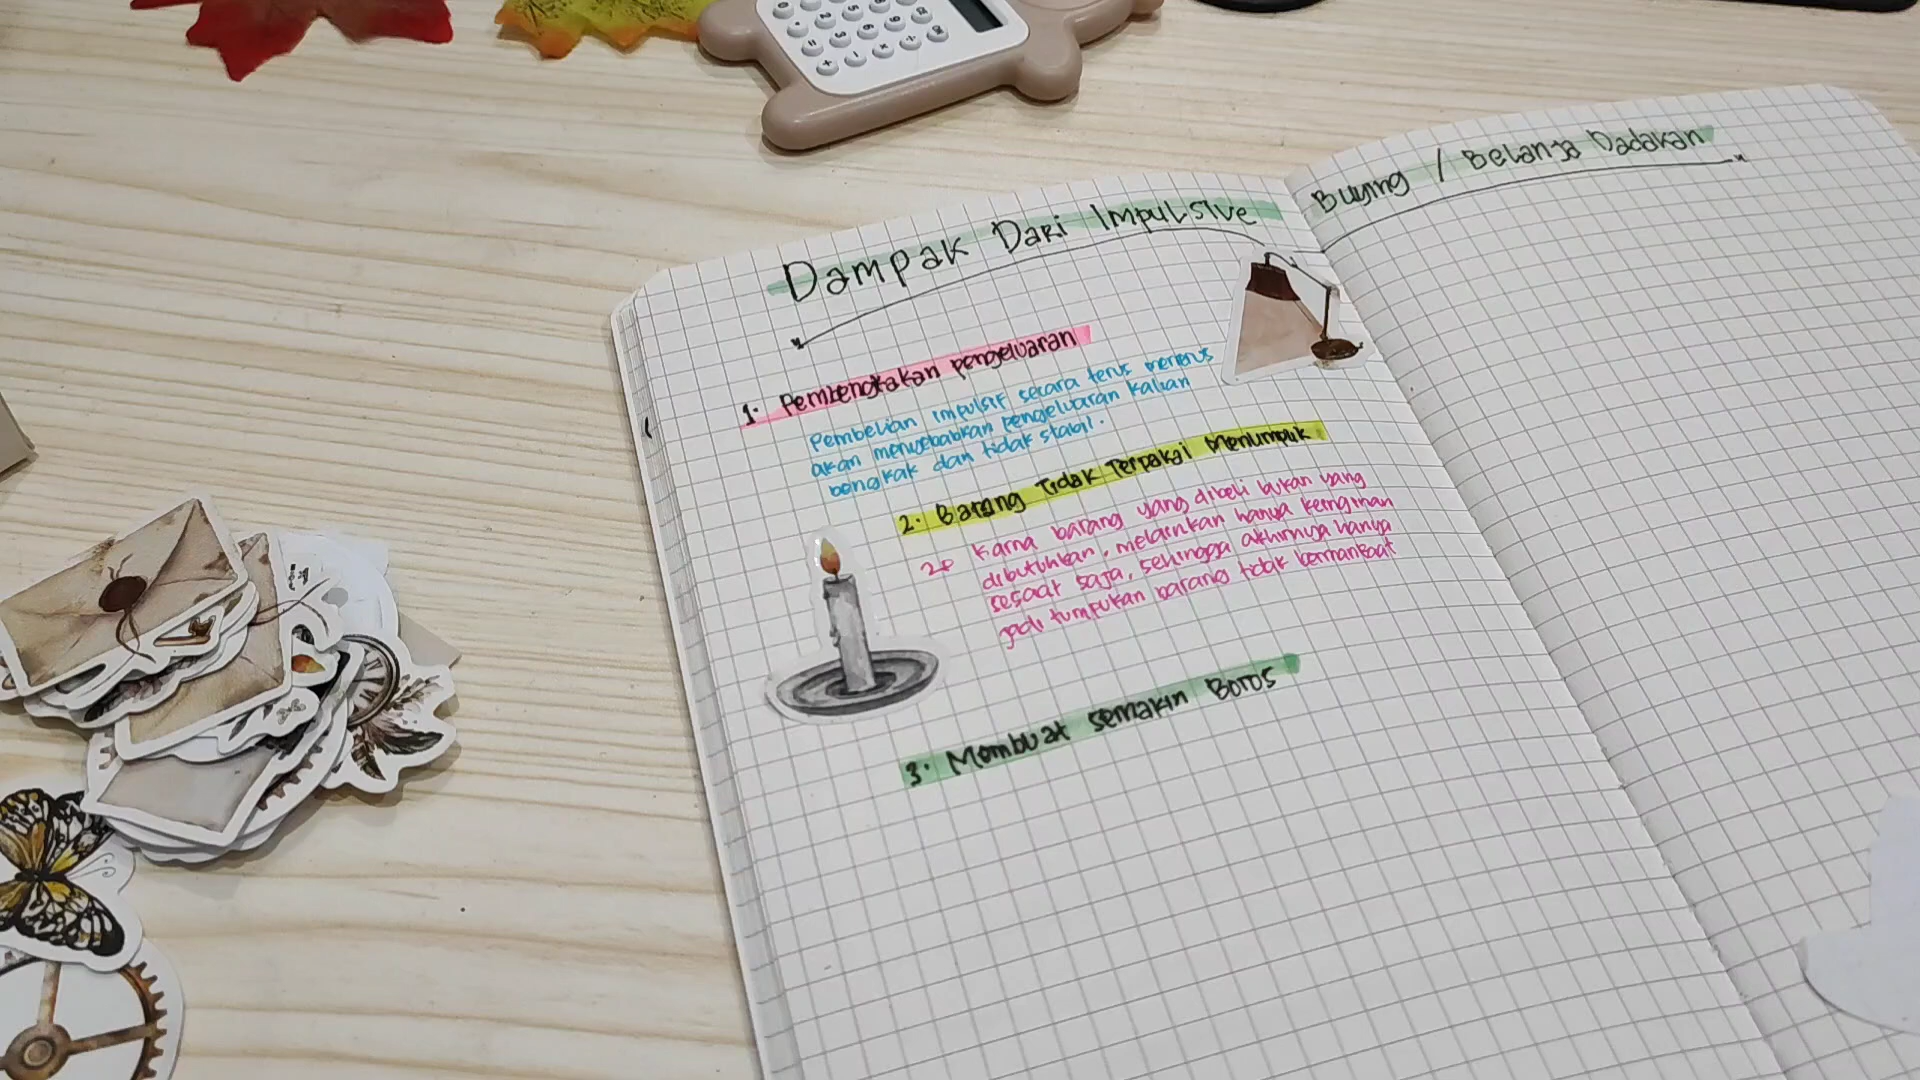 Dampak Dari Impulsive Buying / Belanja Dadakan
1. Pembengkakan pengeluaran
Pembelian impulsif secara terus menerus
akan menyebabkan pengeluaran kalian
bengkak dan tidak stabil.
2. Barang Tidak Terpakai Menumpuk
Karna barang yang dibeli bukan yang
dibutuhkan, melainkan hanya keinginan
sesaat saja, sehingga akhirnya hanya
jadi tumpukan barang tidak bermanfaat
3. Membuat semakin Boros